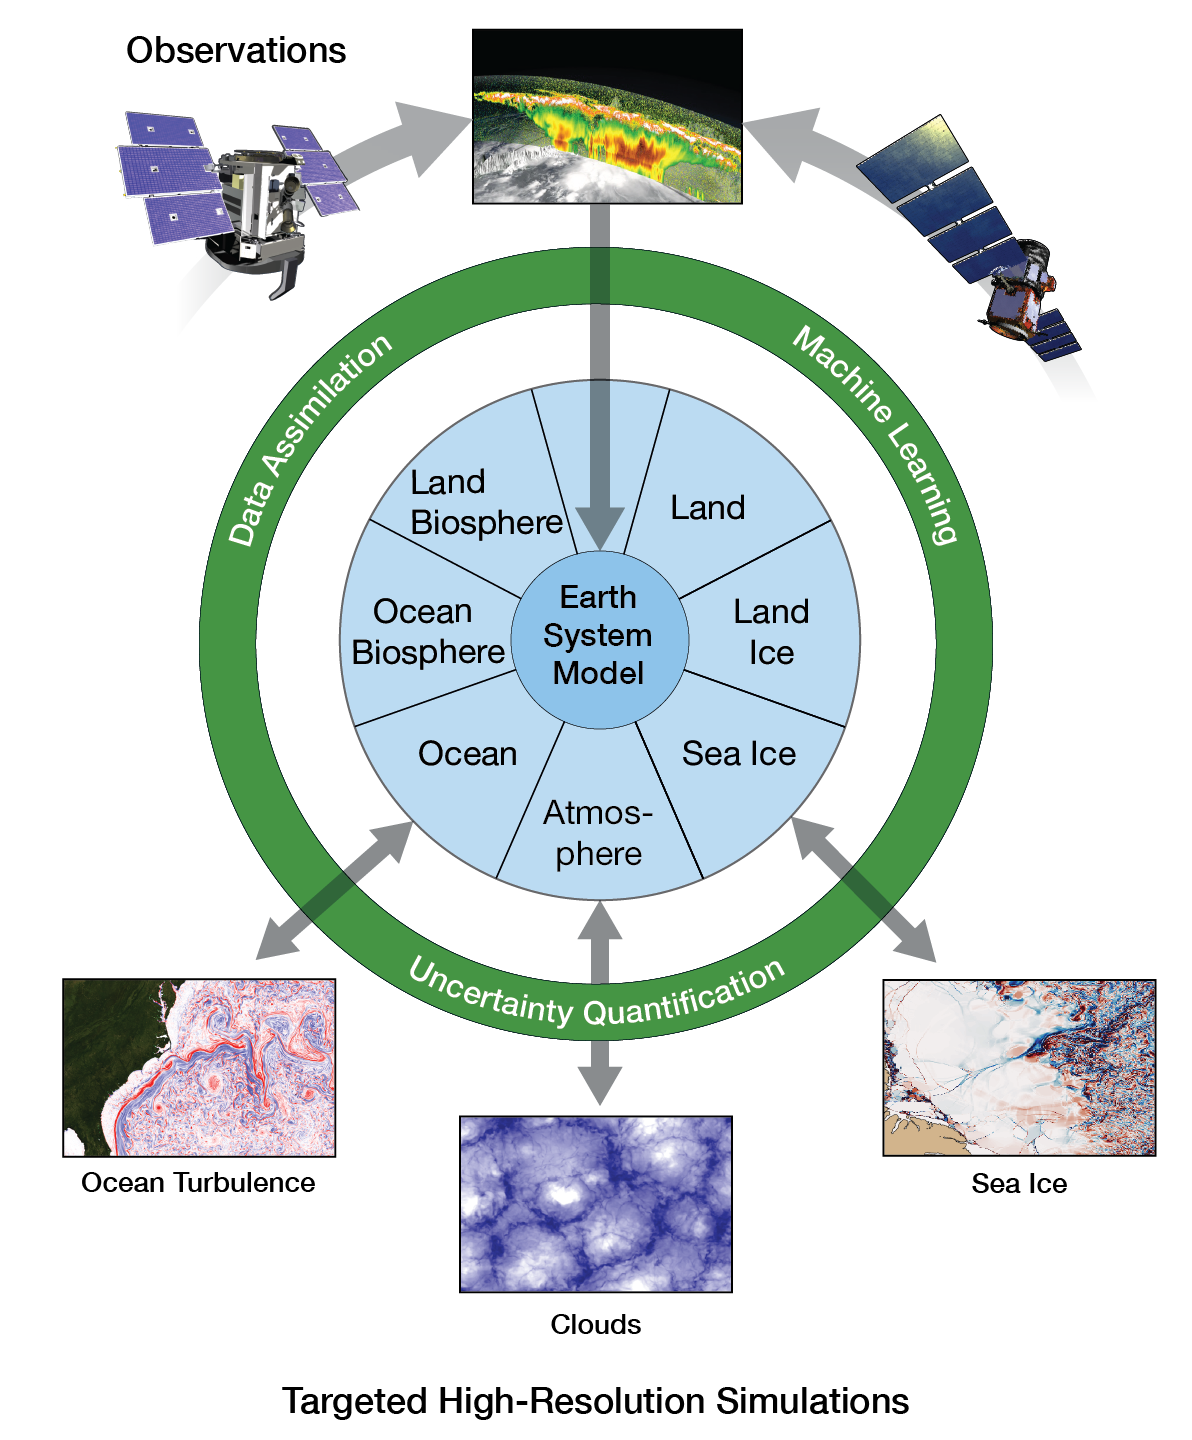 Observations
Data Assimilation
Machine Learning
Land
Biosphere
Land
Ocean
Biosphere
Earth
System
Model
Land
Ice
Ocean
Sea Ice
Atmos-
phere
Uncertainty Quantification
Ocean Turbulence
Sea Ice
Clouds
Targeted High-Resolution Simulations